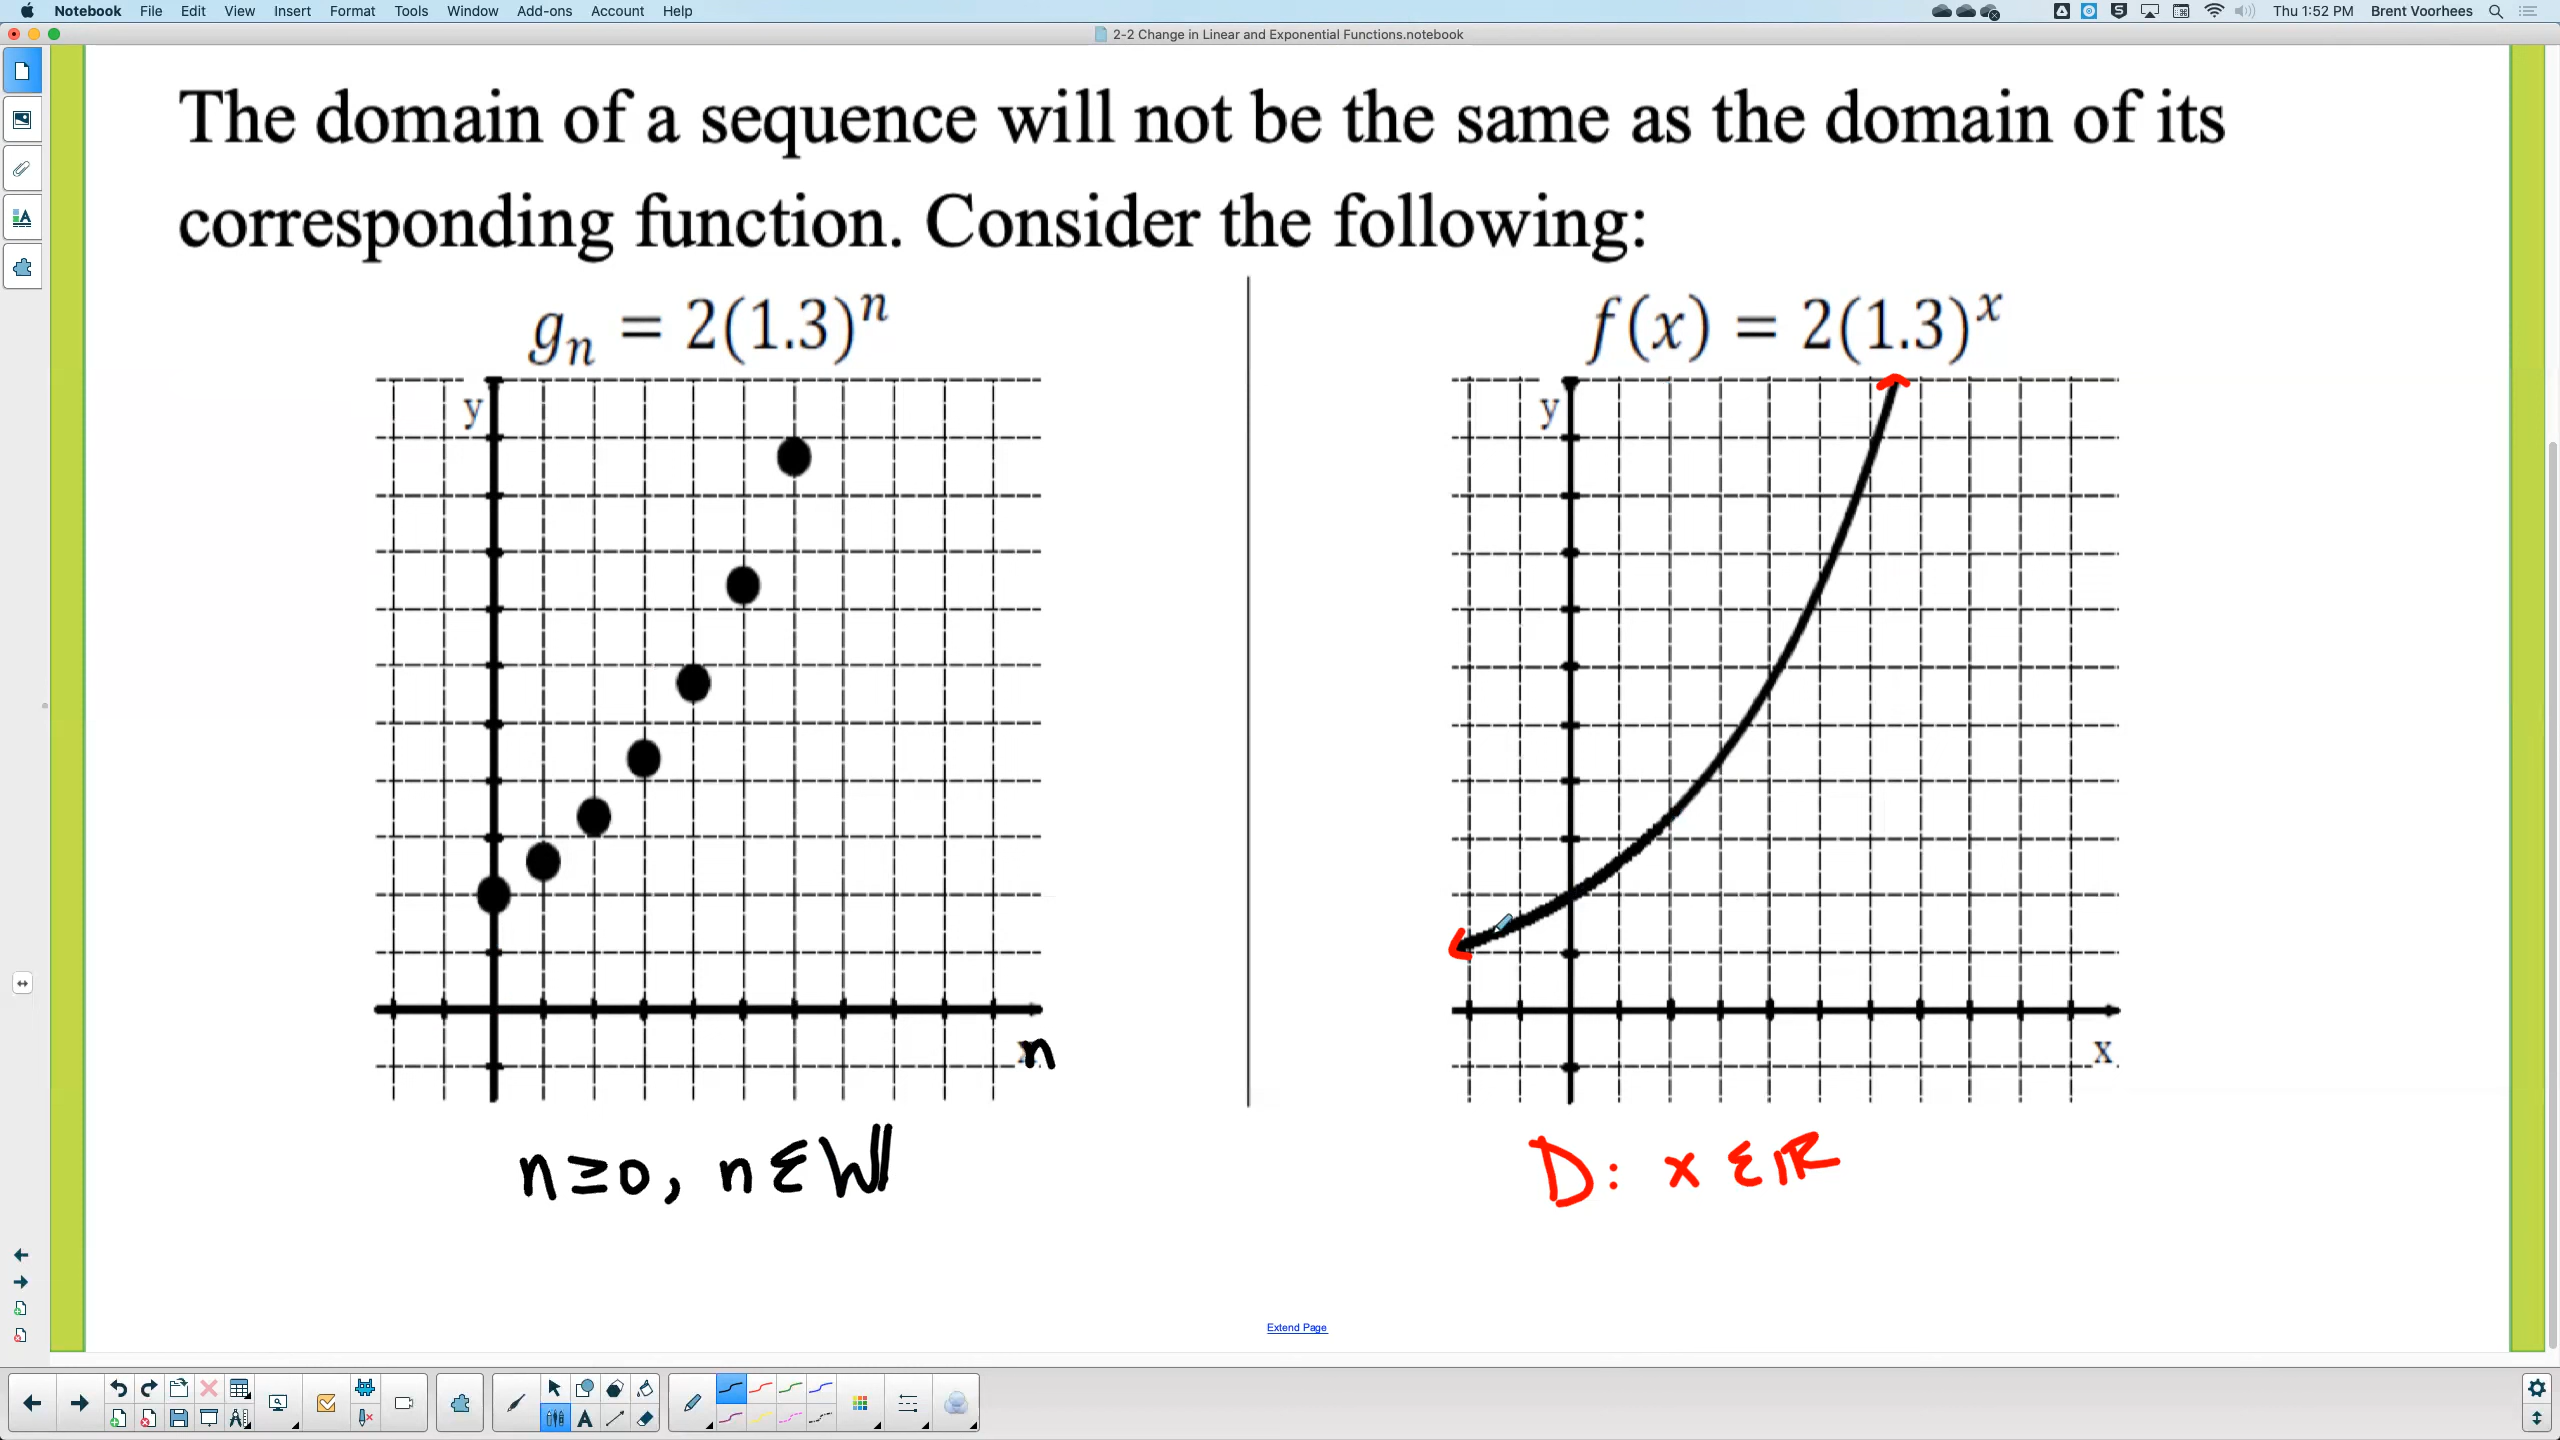 Notebook File Edit View Insert Format Tools Window Add-ons Account Help Thu 1:52 PM Brent Voorhees
2-2 Change in Linear and Exponential Functions.notebook
The domain of a sequence will not be the same as the domain of its
corresponding function. Consider the following:
gₙ = 2(1.3)ⁿ
y
n
n≥0, n∈W
f(x) = 2(1.3)ˣ
y
x
D: x∈ℝ
Extend Page